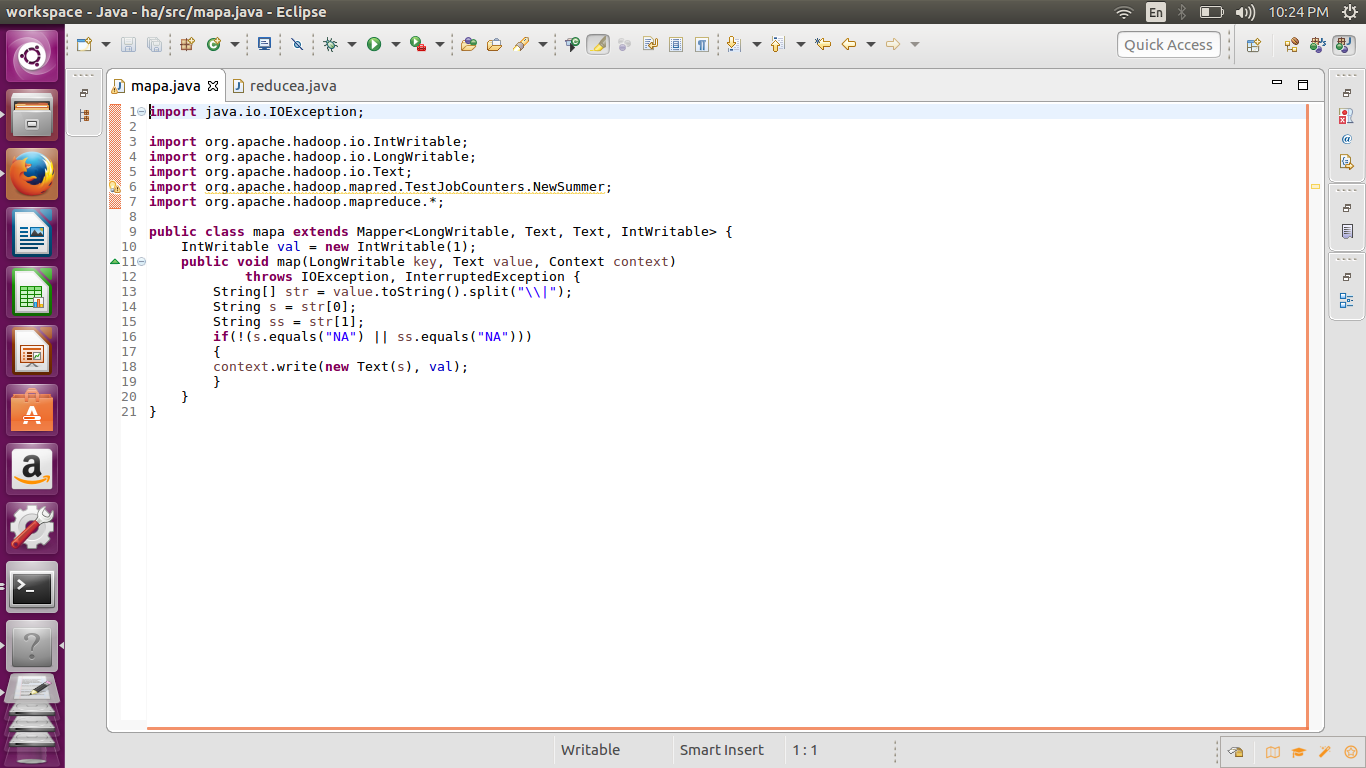 workspace - Java - ha/src/mapa.java - Eclipse
En
10:24 PM
Quick Access
mapa.java
reducea.java
1 import java.io.IOException;
2
3 import org.apache.hadoop.io.IntWritable;
4 import org.apache.hadoop.io.LongWritable;
5 import org.apache.hadoop.io.Text;
6 import org.apache.hadoop.mapred.TestJobCounters.NewSummer;
7 import org.apache.hadoop.mapreduce.*;
8
9 public class mapa extends Mapper<LongWritable, Text, Text, IntWritable> {
10 IntWritable val = new IntWritable(1);
11 public void map(LongWritable key, Text value, Context context)
12 throws IOException, InterruptedException {
13 String[] str = value.toString().split("\\|");
14 String s = str[0];
15 String ss = str[1];
16 if(!(s.equals("NA") || ss.equals("NA")))
17 {
18 context.write(new Text(s), val);
19 }
20 }
21 }
Writable
Smart Insert
1 : 1